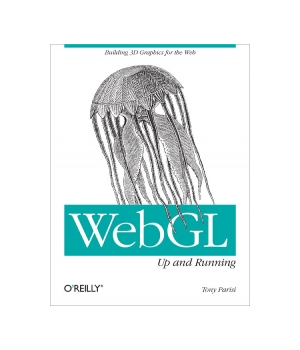 Building 3D Graphics for the Web
WebGL
Up and Running
O'REILLY®
Tony Parisi